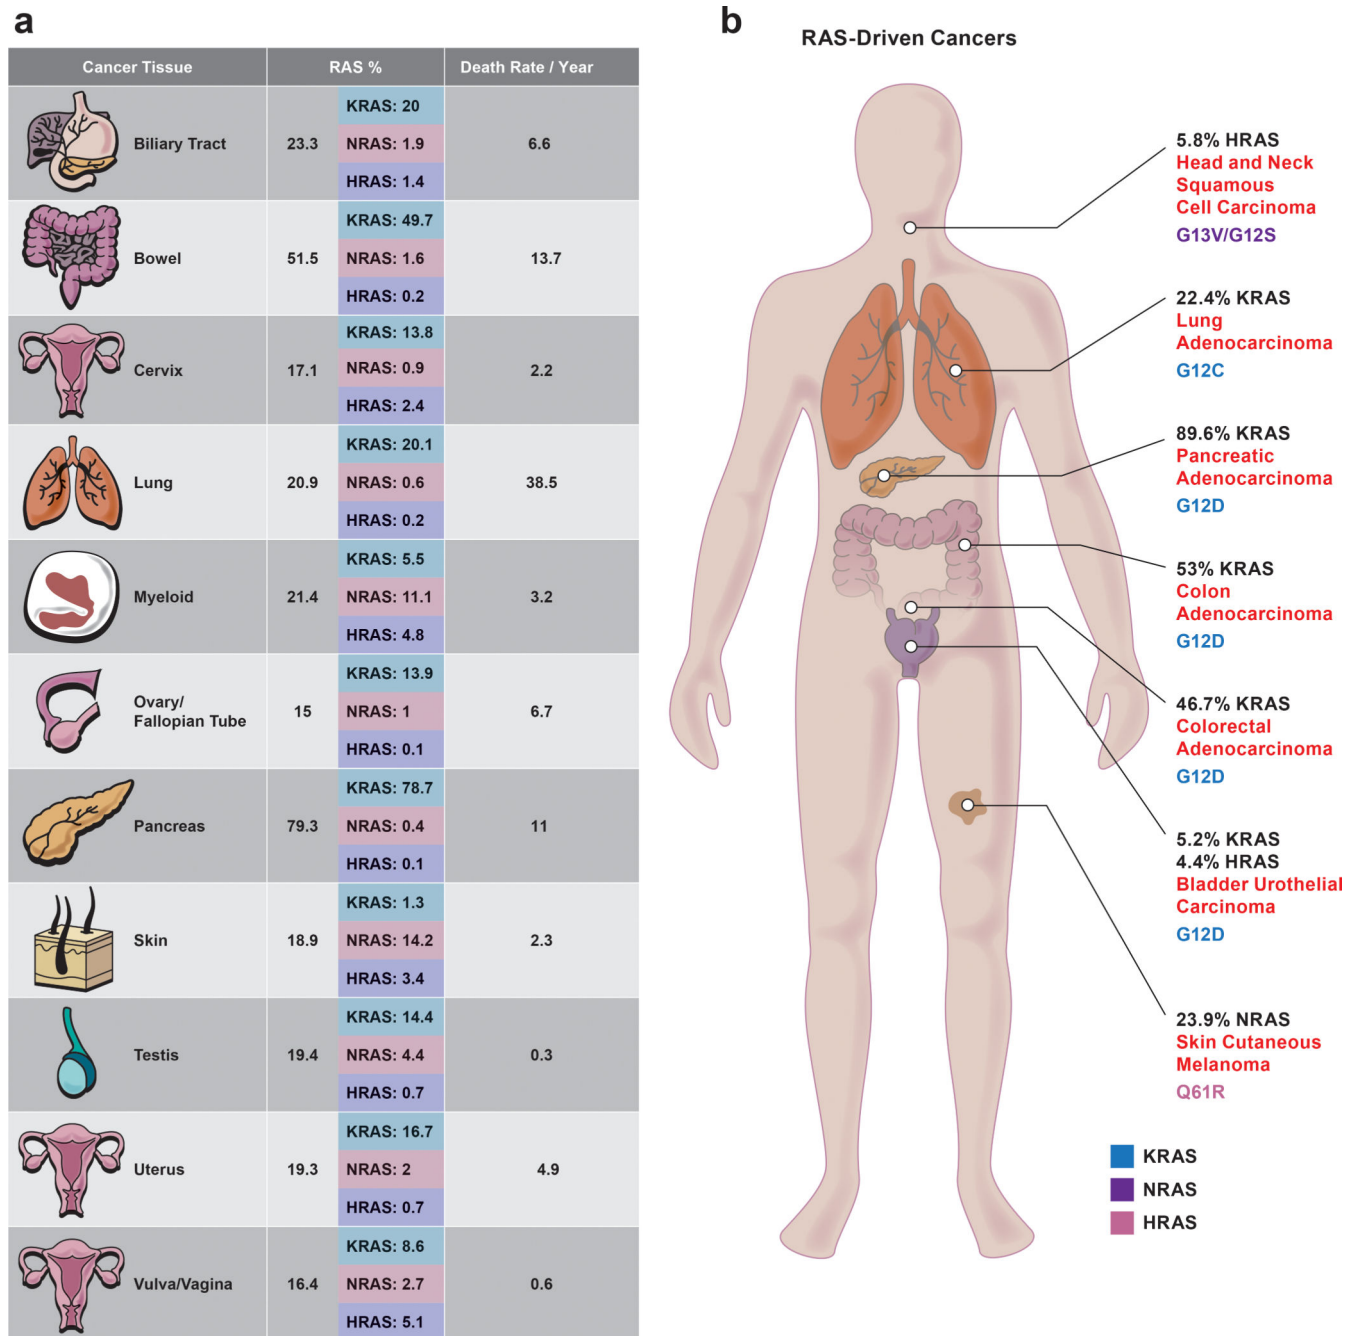 a
Cancer Tissue RAS % Death Rate / Year
KRAS: 20
Biliary Tract 23.3 NRAS: 1.9 6.6
HRAS: 1.4
KRAS: 49.7
Bowel 51.5 NRAS: 1.6 13.7
HRAS: 0.2
KRAS: 13.8
Cervix 17.1 NRAS: 0.9 2.2
HRAS: 2.4
KRAS: 20.1
Lung 20.9 NRAS: 0.6 38.5
HRAS: 0.2
KRAS: 5.5
Myeloid 21.4 NRAS: 11.1 3.2
HRAS: 4.8
KRAS: 13.9
Ovary/
Fallopian Tube 15 NRAS: 1 6.7
HRAS: 0.1
KRAS: 78.7
Pancreas 79.3 NRAS: 0.4 11
HRAS: 0.1
KRAS: 1.3
Skin 18.9 NRAS: 14.2 2.3
HRAS: 3.4
KRAS: 14.4
Testis 19.4 NRAS: 4.4 0.3
HRAS: 0.7
KRAS: 16.7
Uterus 19.3 NRAS: 2 4.9
HRAS: 0.7
KRAS: 8.6
Vulva/Vagina 16.4 NRAS: 2.7 0.6
HRAS: 5.1
b
RAS-Driven Cancers
5.8% HRAS
Head and Neck
Squamous
Cell Carcinoma
G13V/G12S
22.4% KRAS
Lung
Adenocarcinoma
G12C
89.6% KRAS
Pancreatic
Adenocarcinoma
G12D
53% KRAS
Colon
Adenocarcinoma
G12D
46.7% KRAS
Colorectal
Adenocarcinoma
G12D
5.2% KRAS
4.4% HRAS
Bladder Urothelial
Carcinoma
G12D
23.9% NRAS
Skin Cutaneous
Melanoma
Q61R
KRAS
NRAS
HRAS